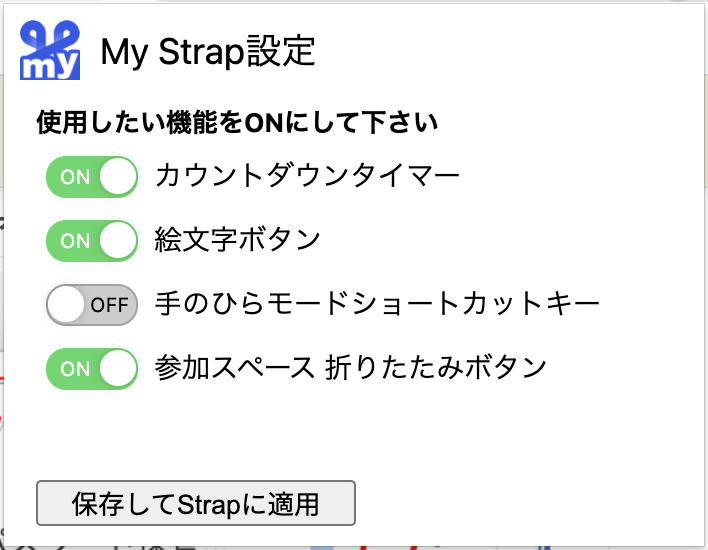 my
My Strap設定
使用したい機能をONにして下さい
ON カウントダウンタイマー
ON 絵文字ボタン
OFF 手のひらモードショートカットキー
ON 参加スペース 折りたたみボタン
保存してStrapに適用